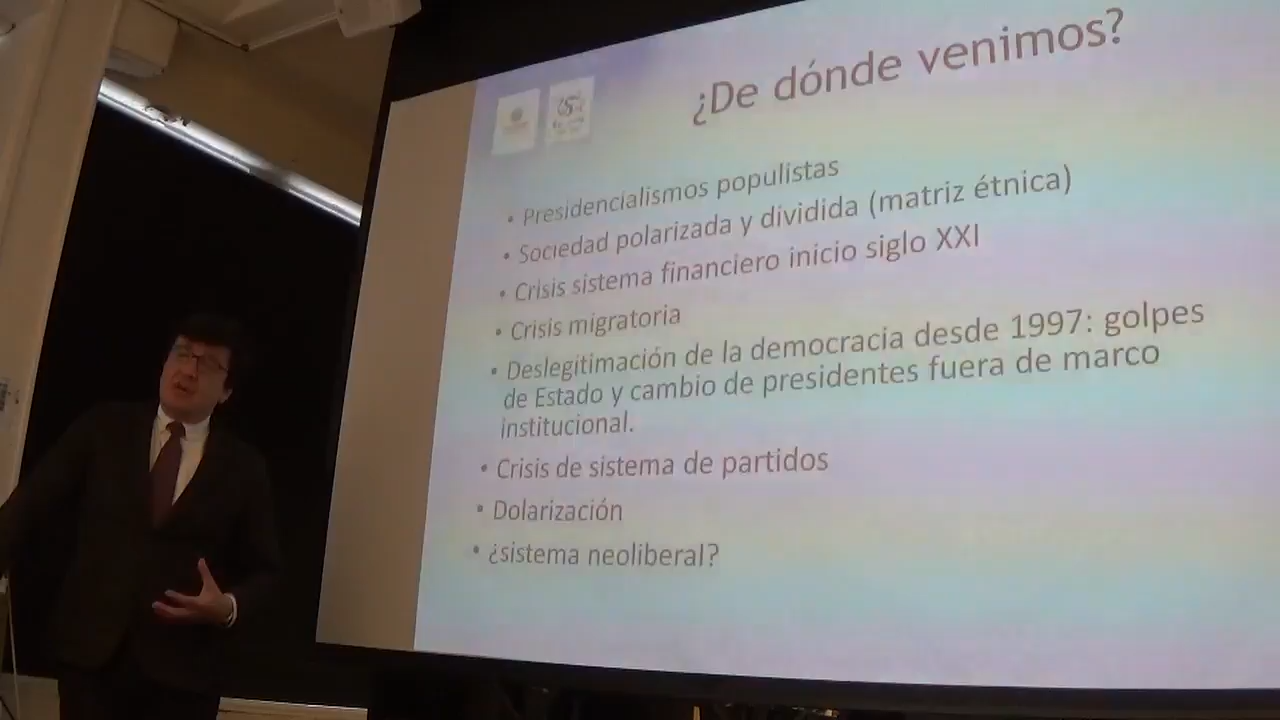 ¿De dónde venimos?
• Presidencialismos populistas
• Sociedad polarizada y dividida (matriz étnica)
• Crisis sistema financiero inicio siglo XXI
• Crisis migratoria
• Deslegitimación de la democracia desde 1997: golpes
de Estado y cambio de presidentes fuera de marco
institucional.
• Crisis de sistema de partidos
• Dolarización
• ¿sistema neoliberal?